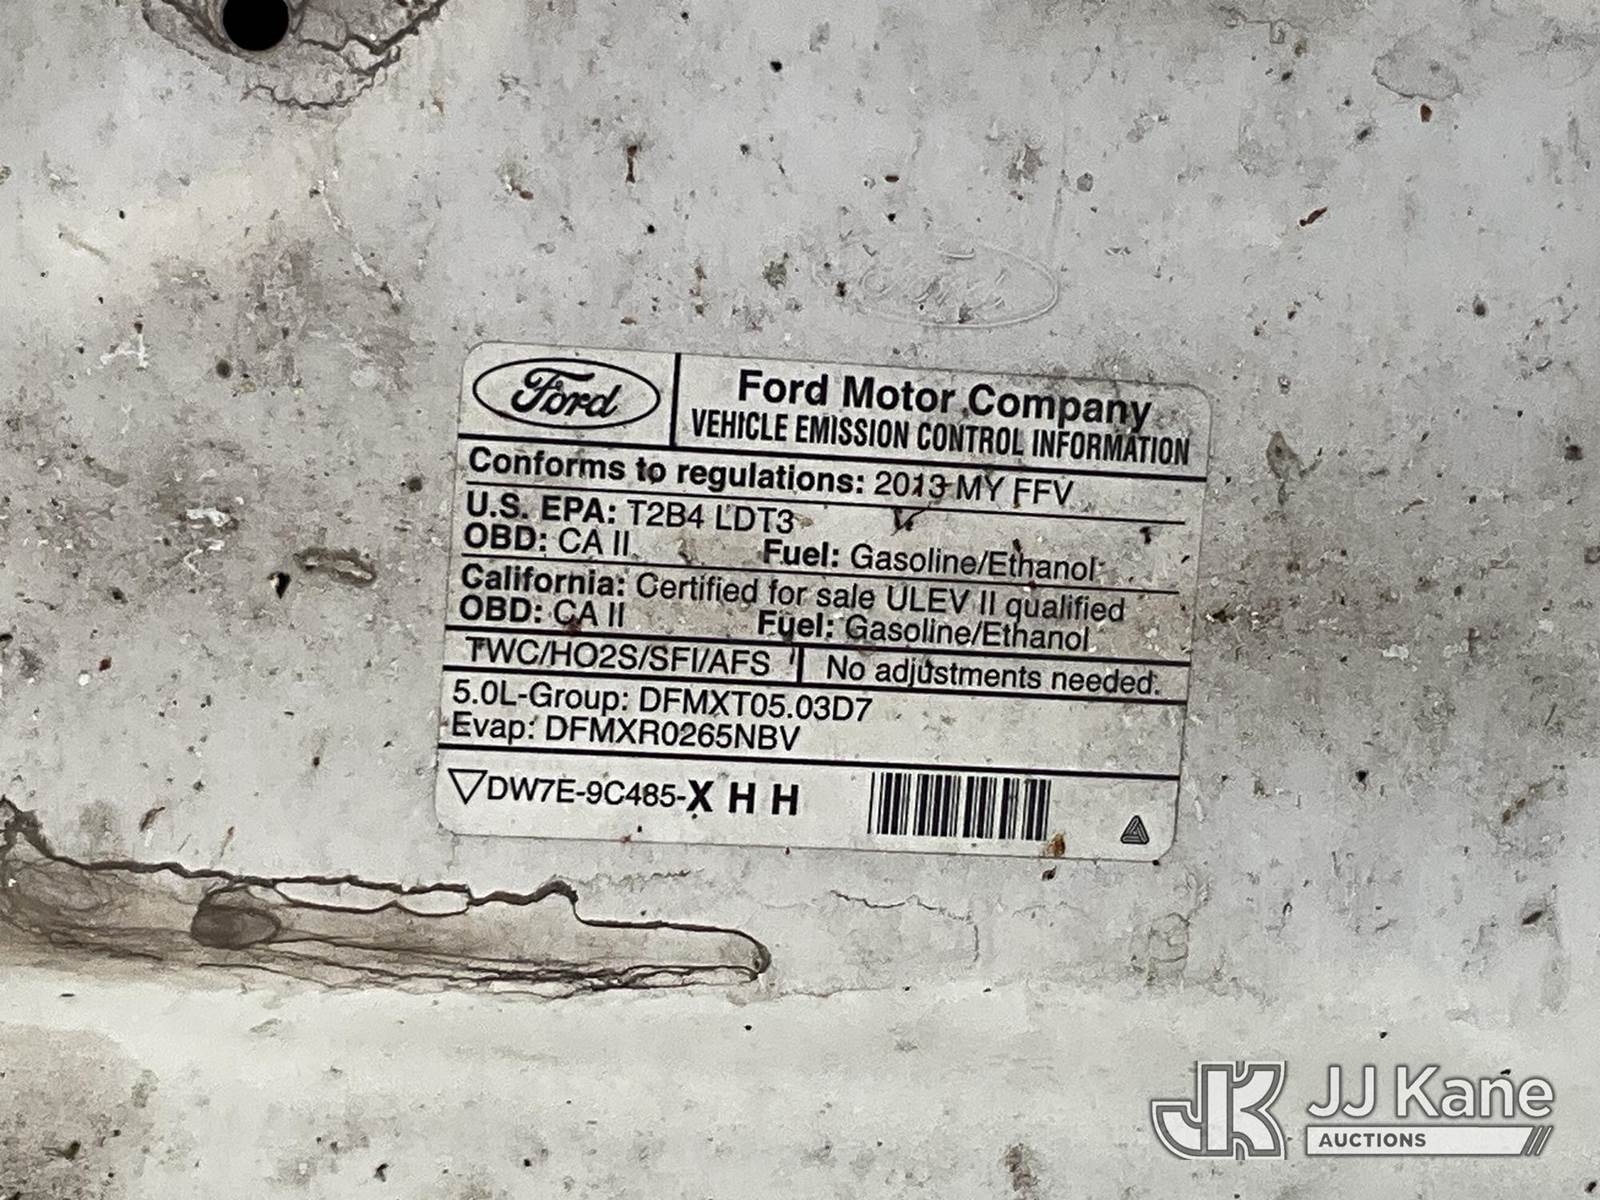 Ford
Ford
Ford Motor Company
VEHICLE EMISSION CONTROL INFORMATION
Conforms to regulations: 2013 MY FFV
U.S. EPA: T2B4 LDT3
OBD: CA II Fuel: Gasoline/Ethanol
California: Certified for sale ULEV II qualified
OBD: CA II Fuel: Gasoline/Ethanol
TWC/HO2S/SFI/AFS No adjustments needed.
5.0L-Group: DFMXT05.03D7
Evap: DFMXR0265NBV
DW7E-9C485-X H H
JK JJ Kane
AUCTIONS